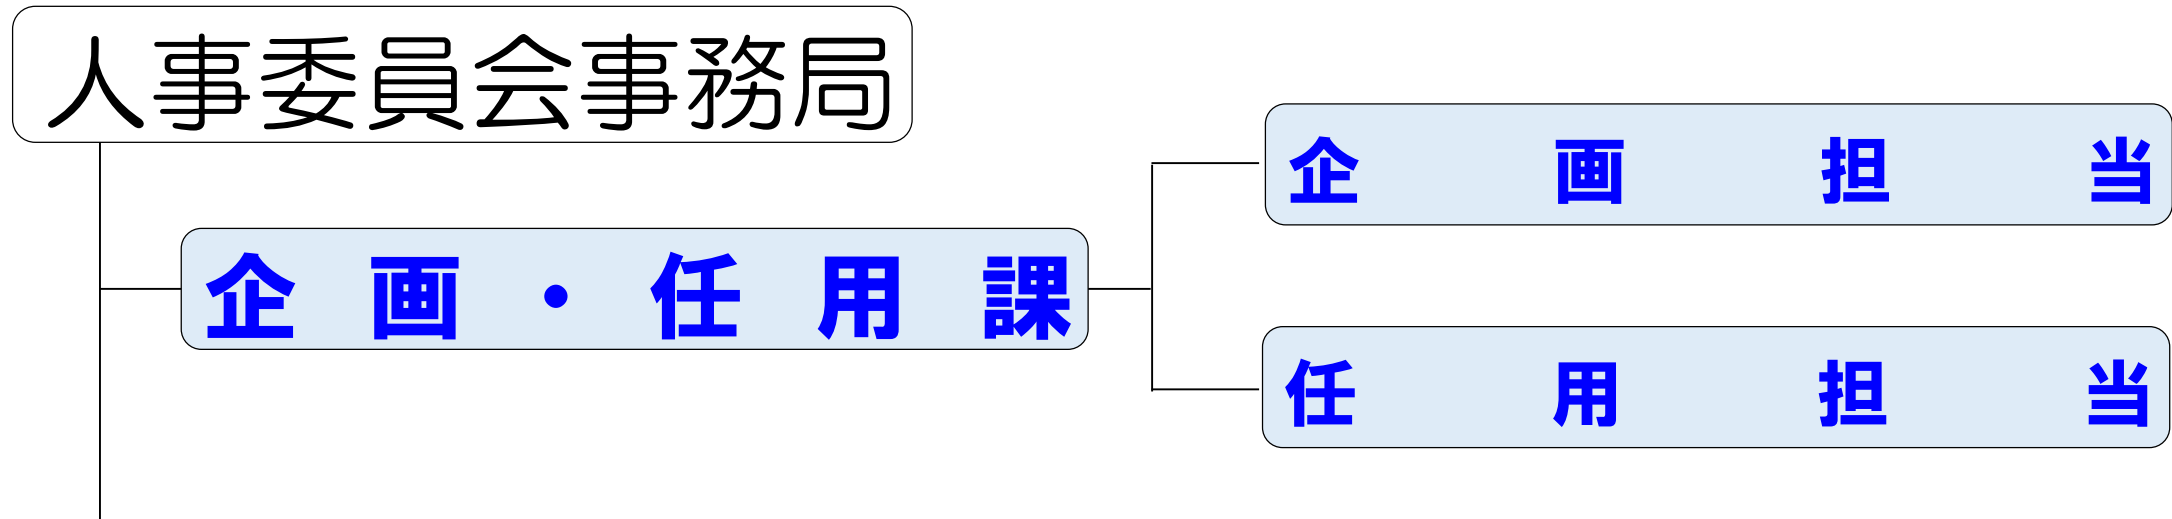 人事委員会事務局
企画担当
企画・任用課
任用担当